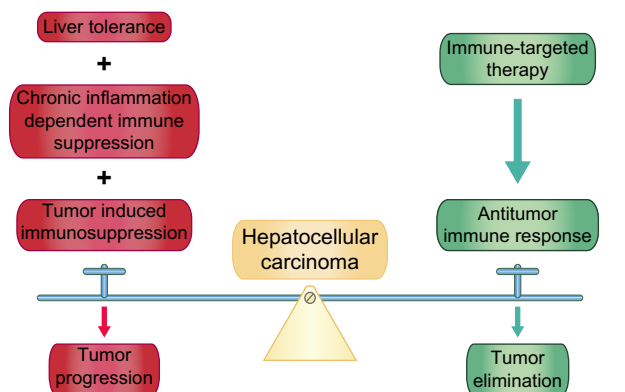 Liver tolerance
+
Chronic inflammation
dependent immune
suppression
+
Tumor induced
immunosuppression
Tumor
progression
Hepatocellular
carcinoma
Immune-targeted
therapy
Antitumor
immune response
Tumor
elimination